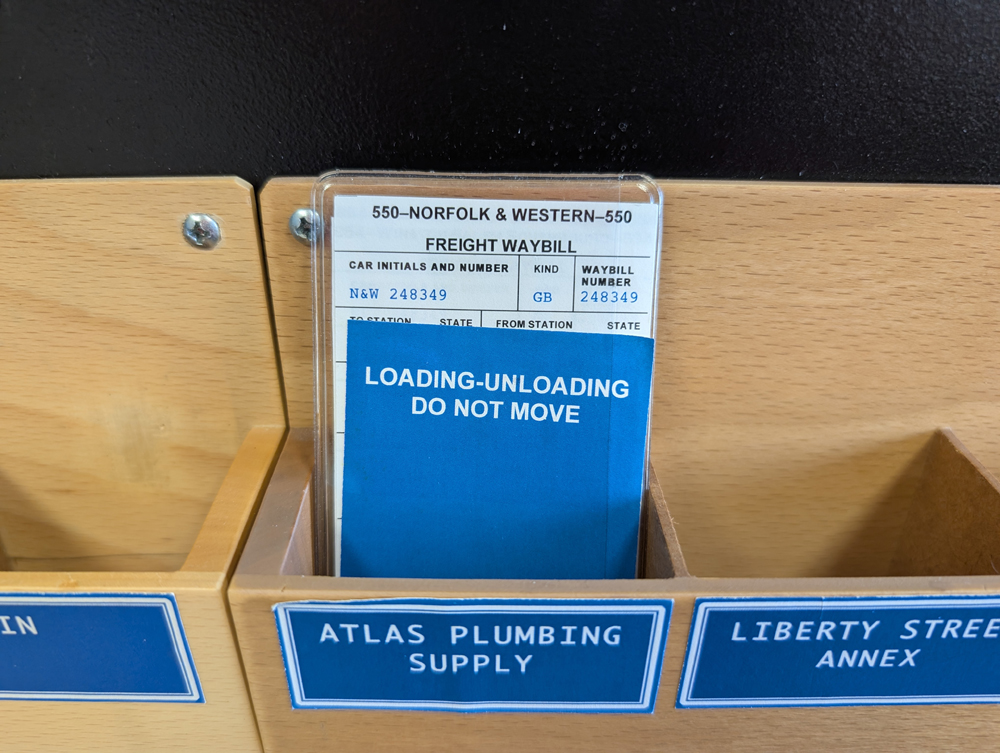 550–NORFOLK & WESTERN–550
FREIGHT WAYBILL
CAR INITIALS AND NUMBER
N&W 248349
KIND
GB
WAYBILL
NUMBER
248349
TO STATION STATE FROM STATION STATE
LOADING-UNLOADING
DO NOT MOVE
IN
ATLAS PLUMBING
SUPPLY
LIBERTY STREE
ANNEX